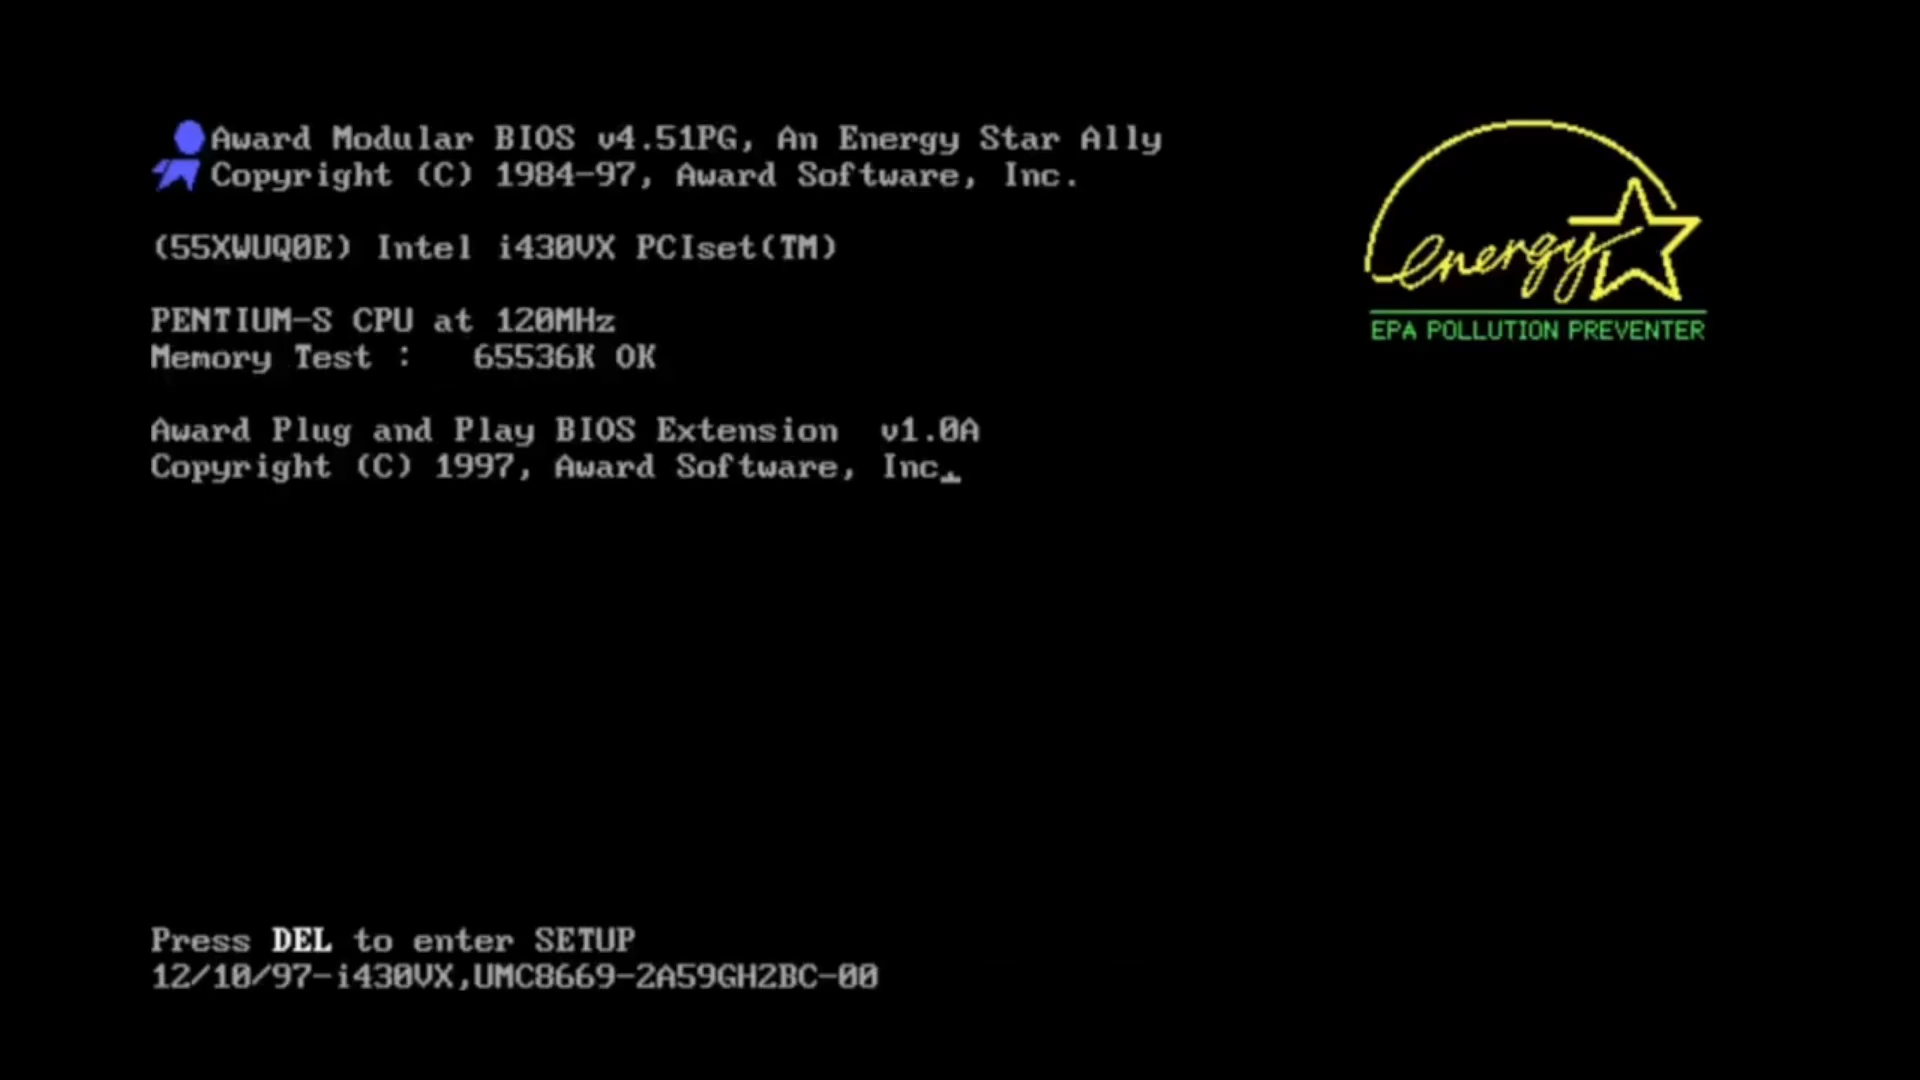 Award Modular BIOS v4.51PG, An Energy Star Ally
Copyright (C) 1984-97, Award Software, Inc.
energy
EPA POLLUTION PREVENTER
(55XWUQ0E) Intel i430VX PCIset(TM)
PENTIUM-S CPU at 120MHz
Memory Test :   65536K OK
Award Plug and Play BIOS Extension  v1.0A
Copyright (C) 1997, Award Software, Inc.
Press DEL to enter SETUP
12/10/97-i430VX,UMC8669-2A59GH2BC-00